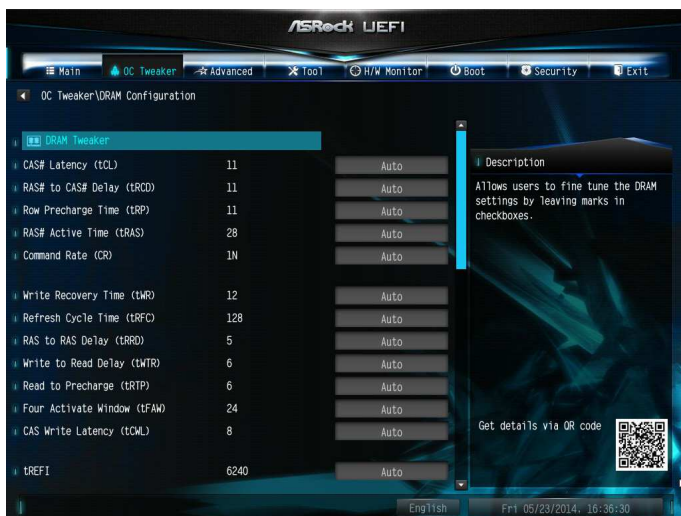 ASRock UEFI
Main OC Tweaker Advanced Tool H/W Monitor Boot Security Exit
OC Tweaker\DRAM Configuration
DRAM Tweaker
CAS# Latency (tCL) 11 Auto
RAS# to CAS# Delay (tRCD) 11 Auto
Row Precharge Time (tRP) 11 Auto
RAS# Active Time (tRAS) 28 Auto
Command Rate (CR) 1N Auto
Write Recovery Time (tWR) 12 Auto
Refresh Cycle Time (tRFC) 128 Auto
RAS to RAS Delay (tRRD) 5 Auto
Write to Read Delay (tWTR) 6 Auto
Read to Precharge (tRTP) 6 Auto
Four Activate Window (tFAW) 24 Auto
CAS Write Latency (tCWL) 8 Auto
tREFI 6240 Auto
Description
Allows users to fine tune the DRAM
settings by leaving marks in
checkboxes.
Get details via QR code
English
Fri 05/23/2014. 16:36:30